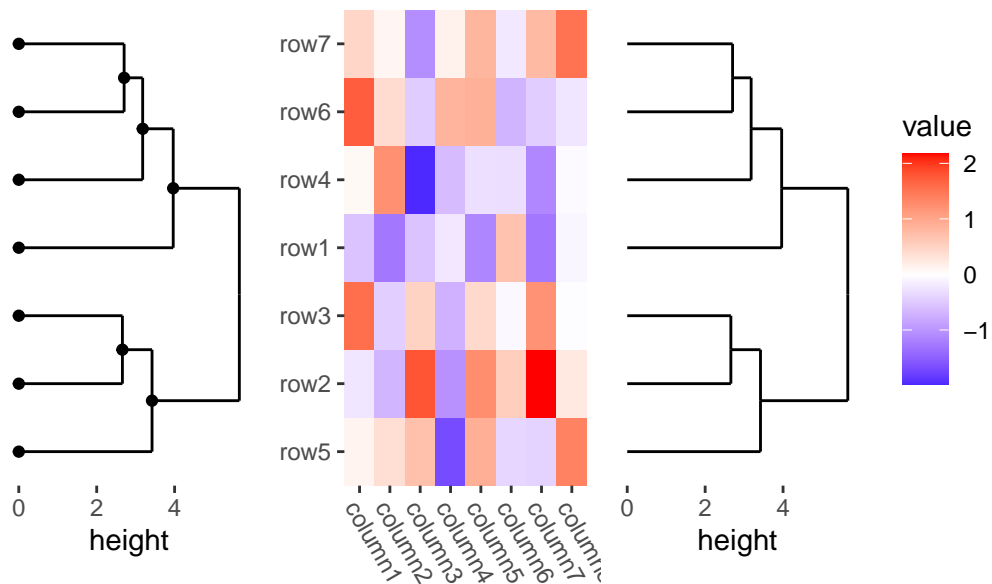 row7
row6
row4
row1
row3
row2
row5
column1
column2
column3
column4
column5
column6
column7
0 2 4
height
0 2 4
height
value
2
1
0
−1